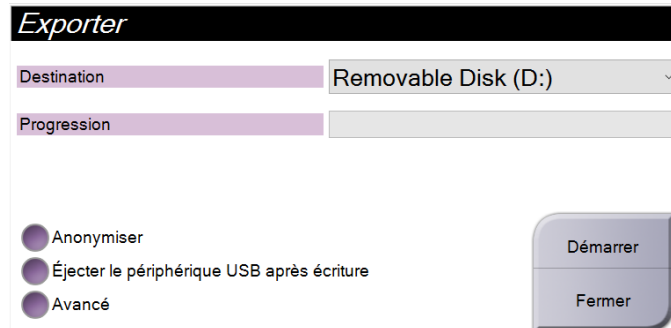 Exporter
Destination
Removable Disk (D:)
Progression
Anonymiser
Éjecter le périphérique USB après écriture
Avancé
Démarrer
Fermer